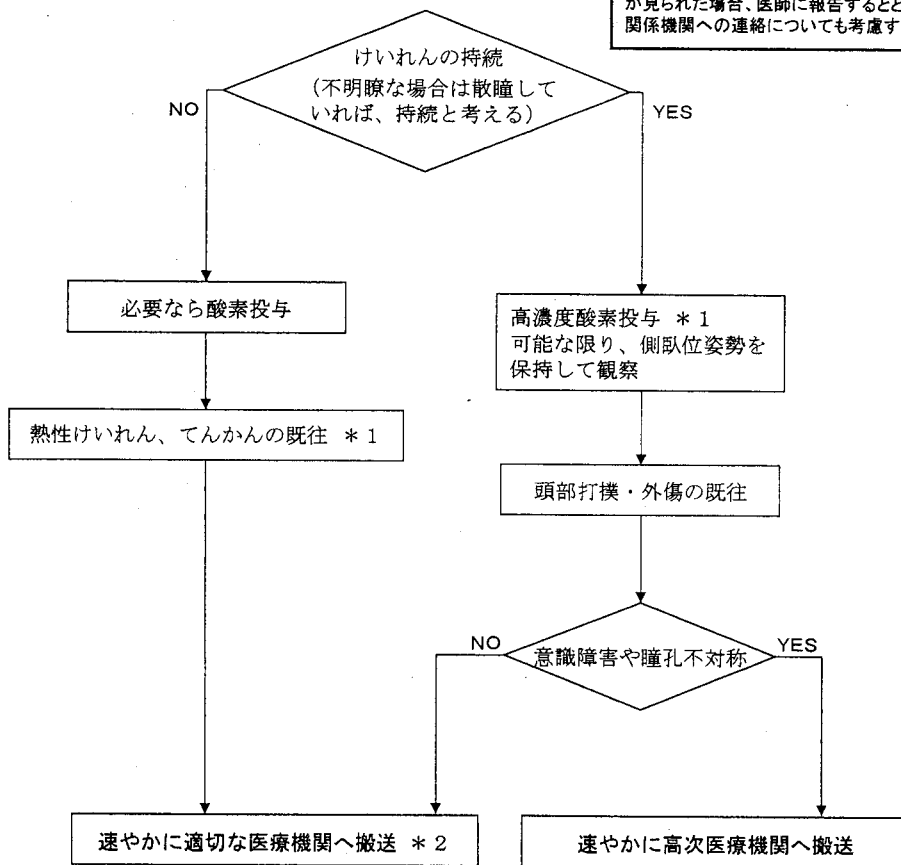 が見られた場合、医師に報告するとと
関係機関への連絡についても考慮す
けいれんの持続
(不明瞭な場合は散瞳して
いれば、持続と考える)
NO
YES
必要なら酸素投与
高濃度酸素投与 *1
可能な限り、側臥位姿勢を
保持して観察
熱性けいれん、てんかんの既往 *1
頭部打撲・外傷の既往
NO
意識障害や瞳孔不対称
YES
速やかに適切な医療機関へ搬送 *2
速やかに高次医療機関へ搬送